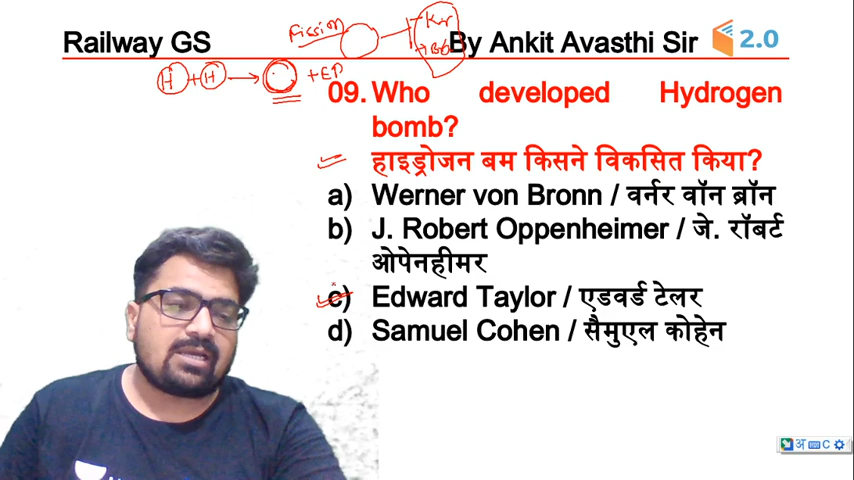 Fission
Kr
Railway GS By Ankit Avasthi Sir 2.0
H + H → + EP
09. Who developed Hydrogen
bomb?
हाइड्रोजन बम किसने विकसित किया?
a) Werner von Bronn / वर्नर वॉन ब्रॉन
b) J. Robert Oppenheimer / जे. रॉबर्ट
ओपेनहीमर
c) Edward Taylor / एडवर्ड टेलर
d) Samuel Cohen / सैमुएल कोहेन
अ